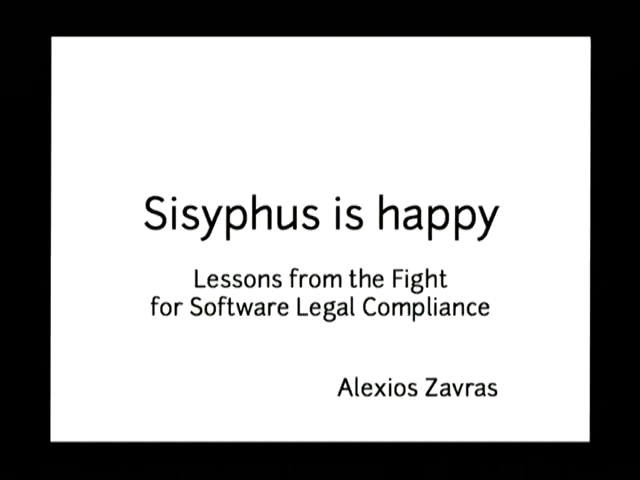 Sisyphus is happy
Lessons from the Fight
for Software Legal Compliance
Alexios Zavras